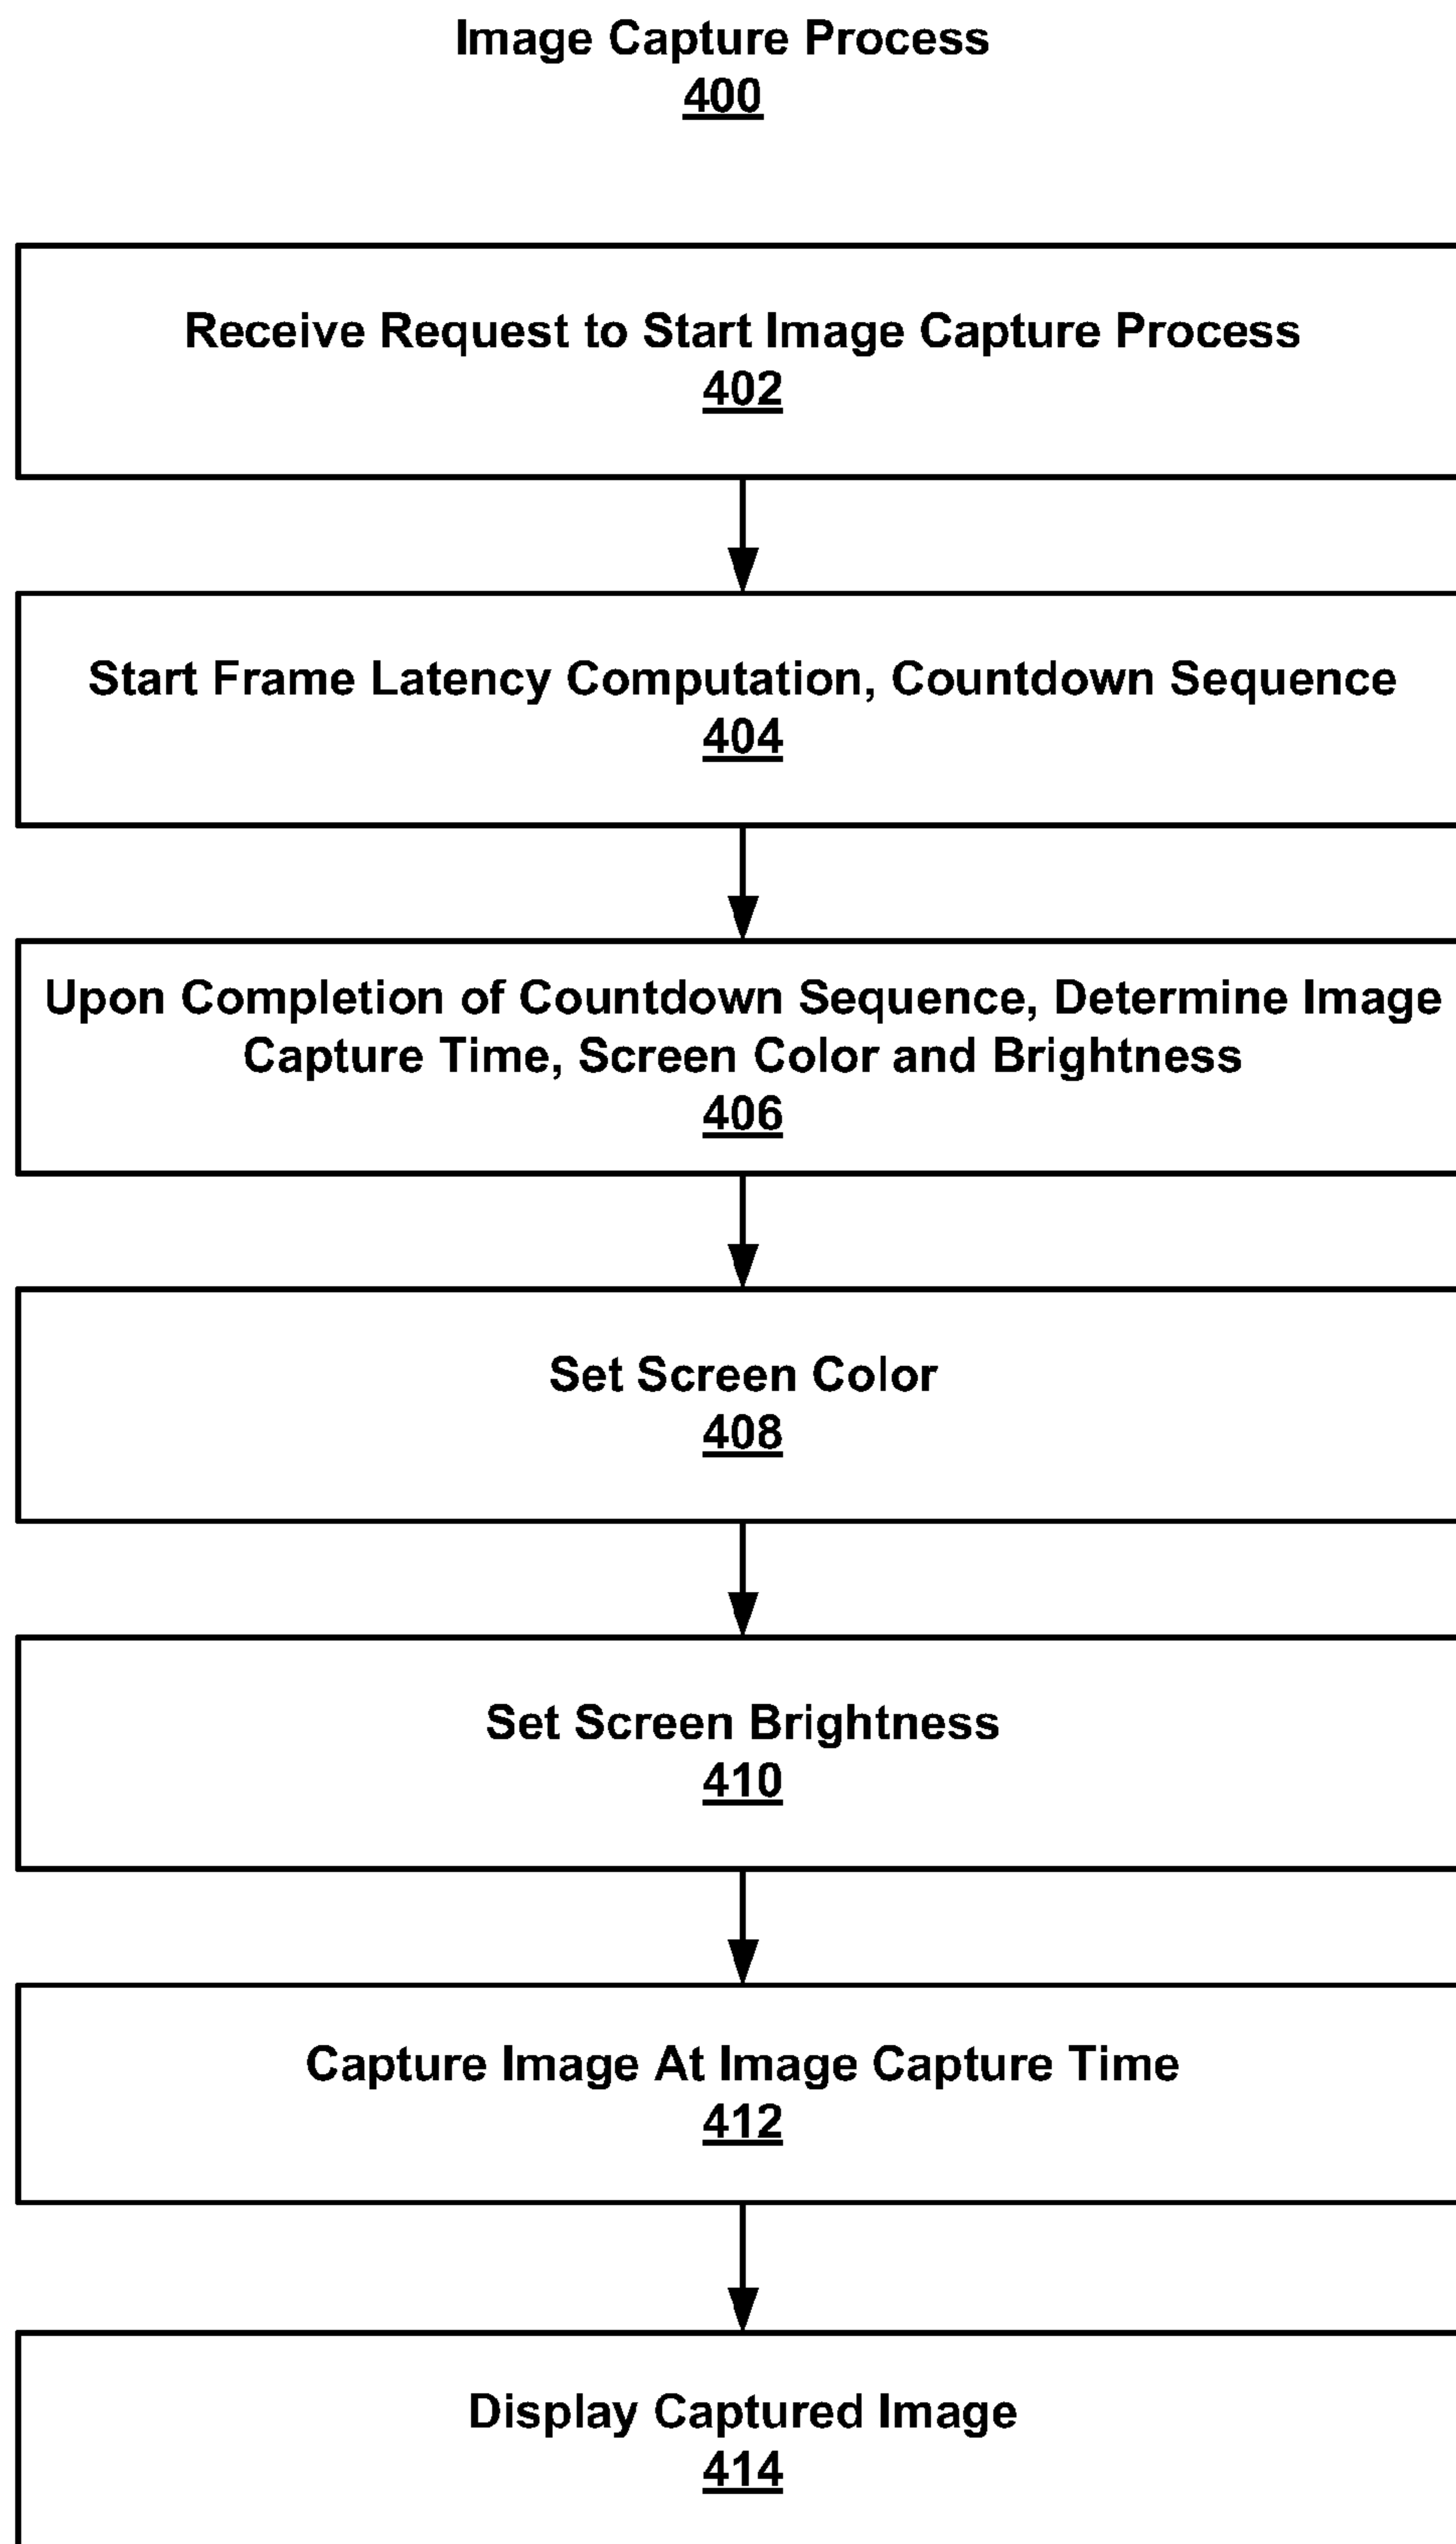 Image Capture Process
400
Receive Request to Start Image Capture Process
402
Start Frame Latency Computation, Countdown Sequence
404
Upon Completion of Countdown Sequence, Determine Image
Capture Time, Screen Color and Brightness
406
Set Screen Color
408
Set Screen Brightness
410
Capture Image At Image Capture Time
412
Display Captured Image
414